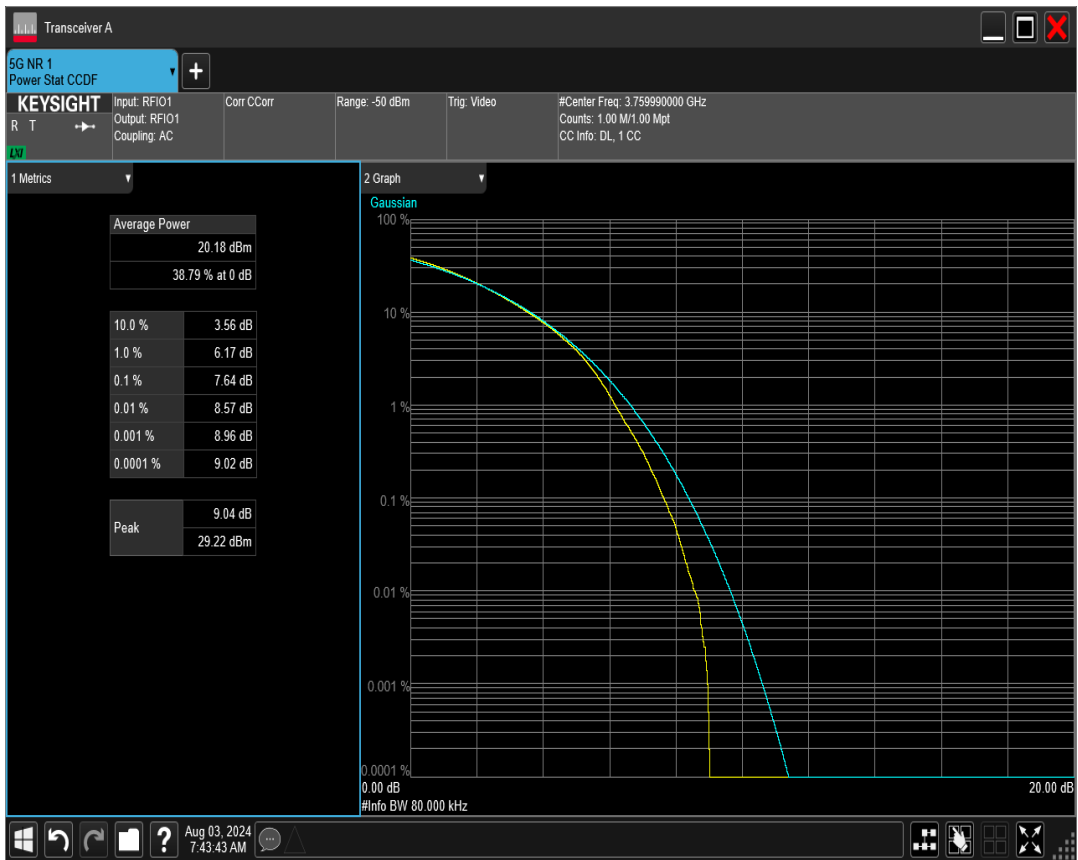 Transceiver A
5G NR 1
Power Stat CCDF
KEYSIGHT
R T
LXI
Input: RFIO1
Output: RFIO1
Coupling: AC
Corr CCorr
Range: -50 dBm
Trig: Video
#Center Freq: 3.759990000 GHz
Counts: 1.00 M/1.00 Mpt
CC Info: DL, 1 CC
1 Metrics
Average Power
20.18 dBm
38.79 % at 0 dB
10.0 % 3.56 dB
1.0 % 6.17 dB
0.1 % 7.64 dB
0.01 % 8.57 dB
0.001 % 8.96 dB
0.0001 % 9.02 dB
Peak
9.04 dB
29.22 dBm
2 Graph
Gaussian
100 %
10 %
1 %
0.1 %
0.01 %
0.001 %
0.0001 %
0.00 dB
20.00 dB
#Info BW 80.000 kHz
?
Aug 03, 2024
7:43:43 AM